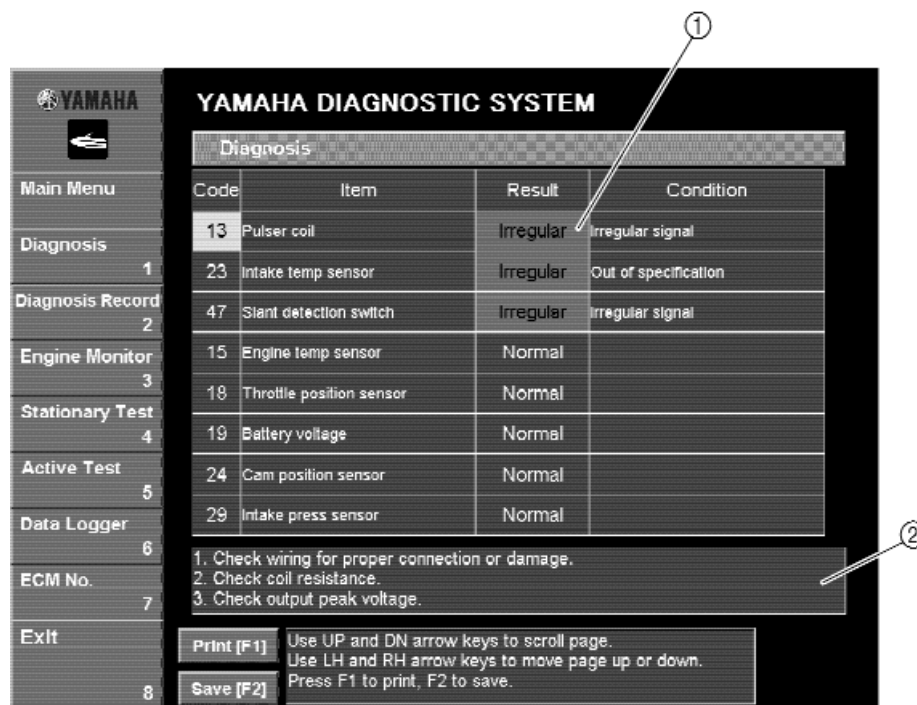 ①
YAMAHA
YAMAHA DIAGNOSTIC SYSTEM
Diagnosis
Main Menu
Diagnosis
1
Diagnosis Record
2
Engine Monitor
3
Stationary Test
4
Active Test
5
Data Logger
6
ECM No.
7
Exit
8
Code Item Result Condition
13 Pulser coil Irregular Irregular signal
23 Intake temp sensor Irregular Out of specification
47 Slant detection switch Irregular Irregular signal
15 Engine temp sensor Normal
18 Throttle position sensor Normal
19 Battery voltage Normal
24 Cam position sensor Normal
29 Intake press sensor Normal
②
1. Check wiring for proper connection or damage.
2. Check coil resistance.
3. Check output peak voltage.
Print [F1]
Save [F2]
Use UP and DN arrow keys to scroll page.
Use LH and RH arrow keys to move page up or down.
Press F1 to print, F2 to save.